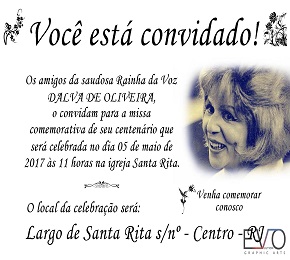 Você está convidado!
Os amigos da saudosa Rainha da Voz
DALVA DE OLIVEIRA,
o convidam para a missa
comemorativa de seu centenário que
será celebrada no dia 05 de maio de
2017 às 11 horas na igreja Santa Rita.
Venha comemorar
conosco
O local da celebração será:
Largo de Santa Rita s/nº - Centro - RJ
EVO
GRAPHIC ARTS